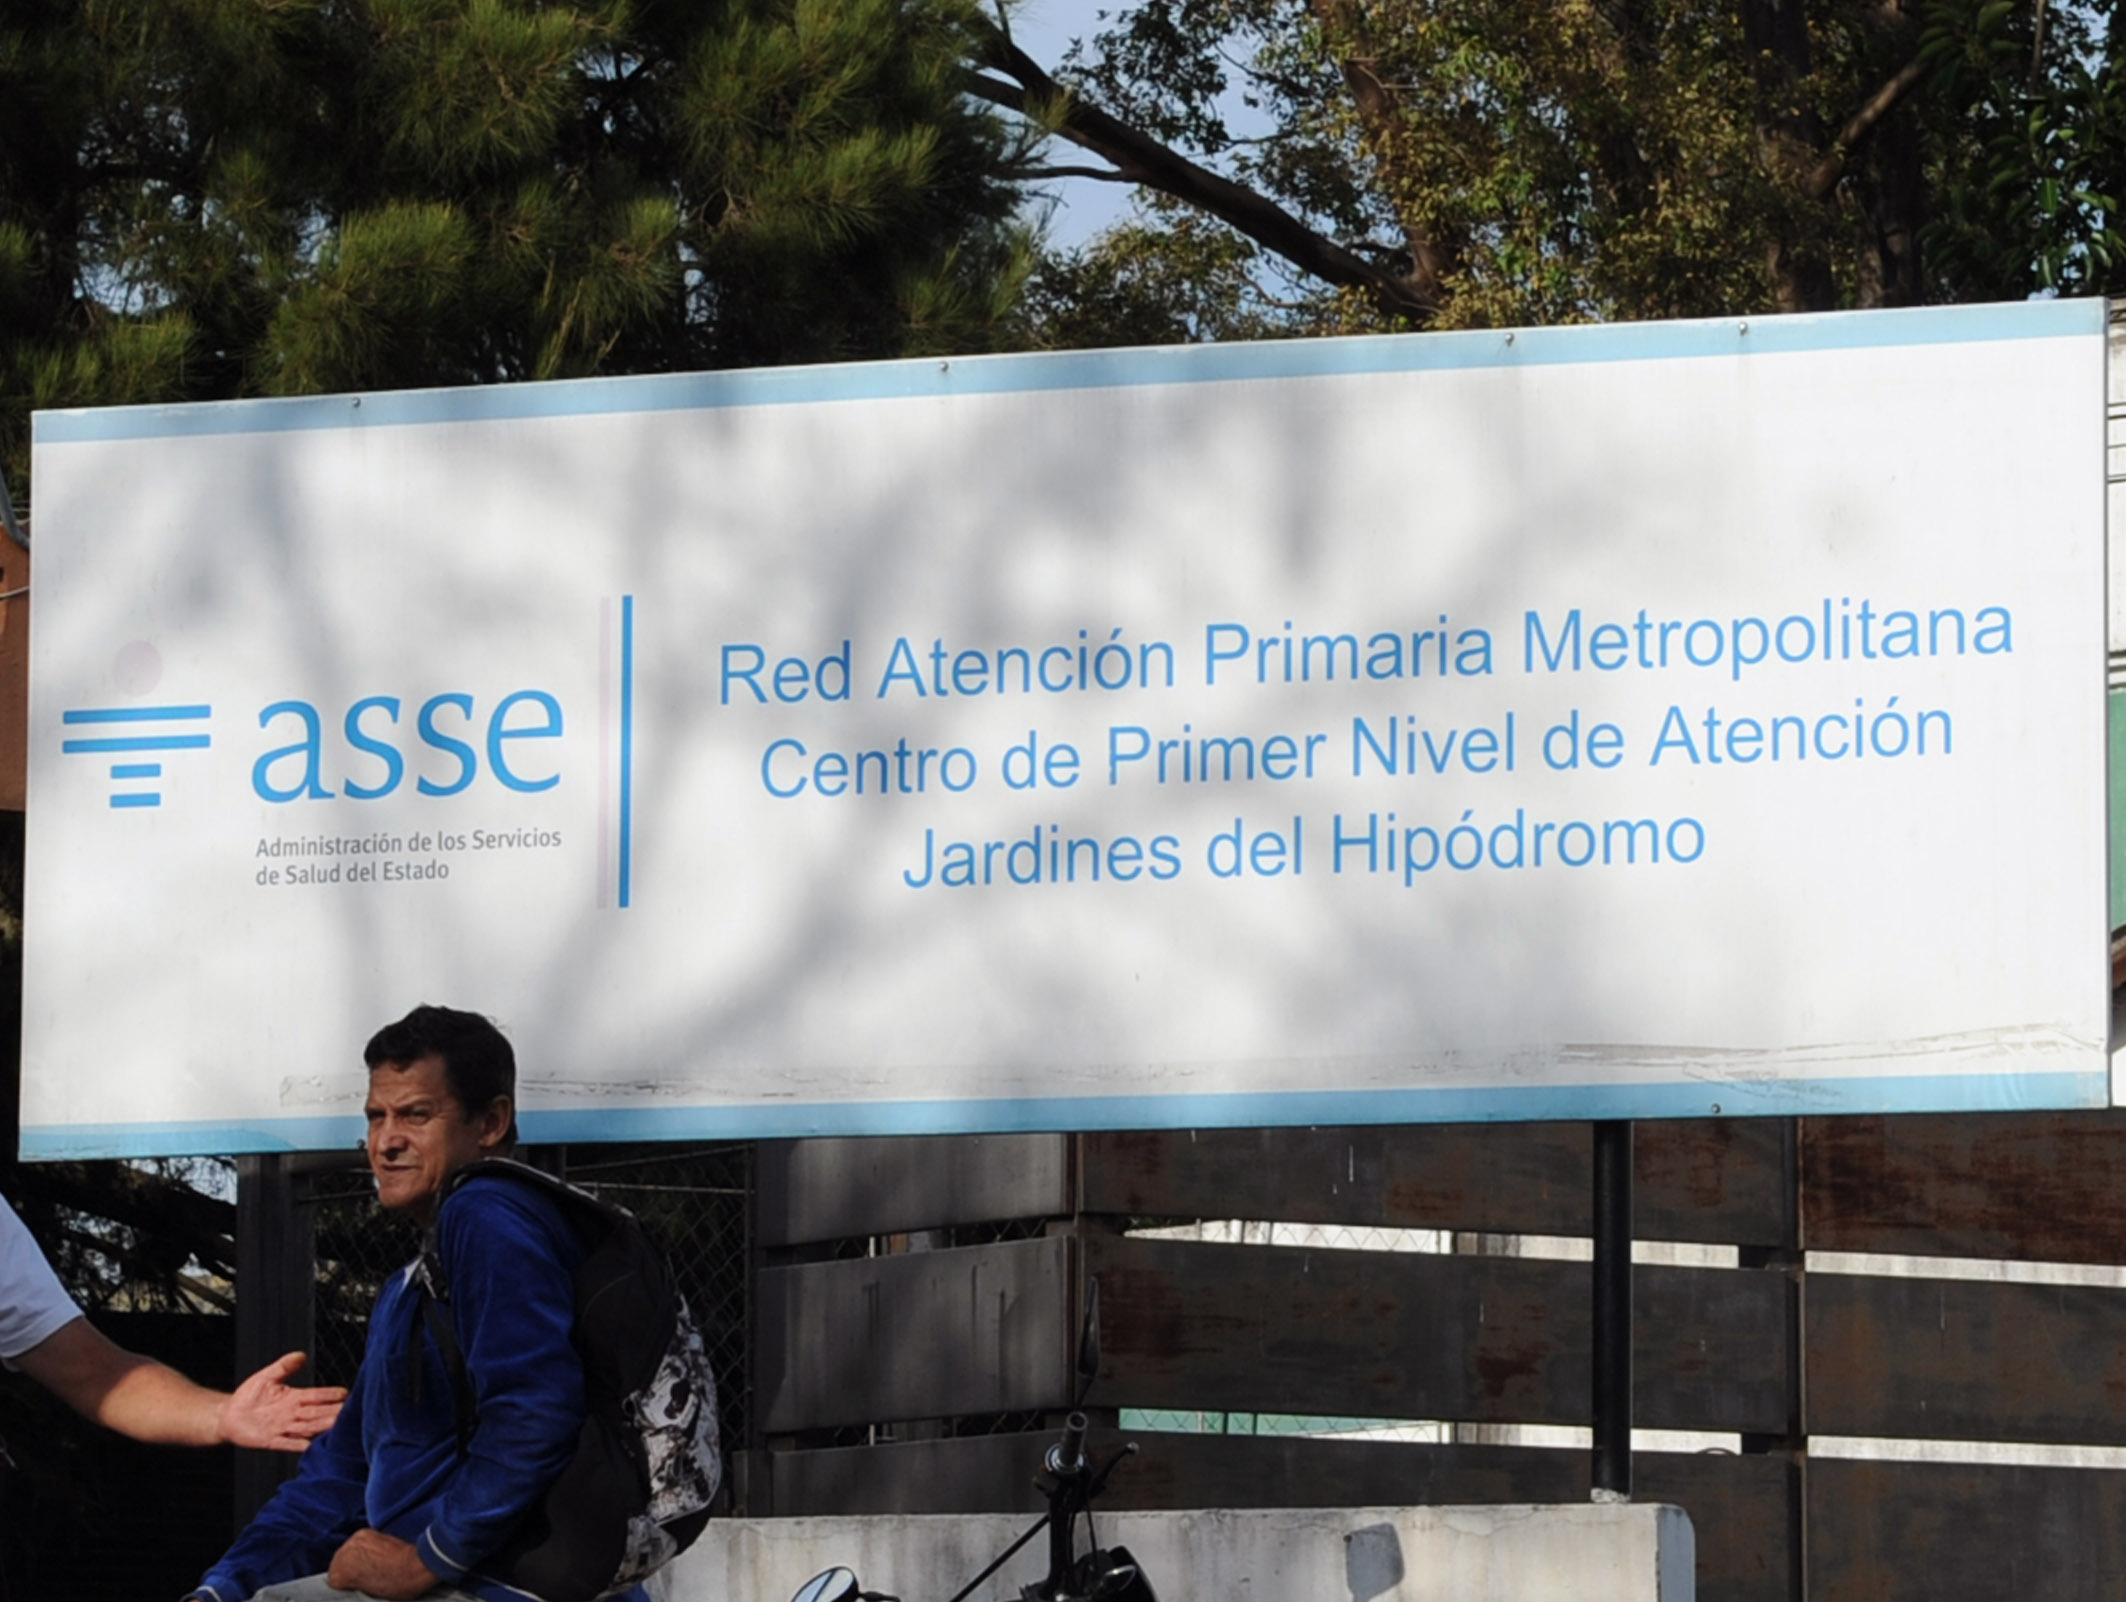 asse
Administración de los Servicios
de Salud del Estado
Red Atención Primaria Metropolitana
Centro de Primer Nivel de Atención
Jardines del Hipódromo